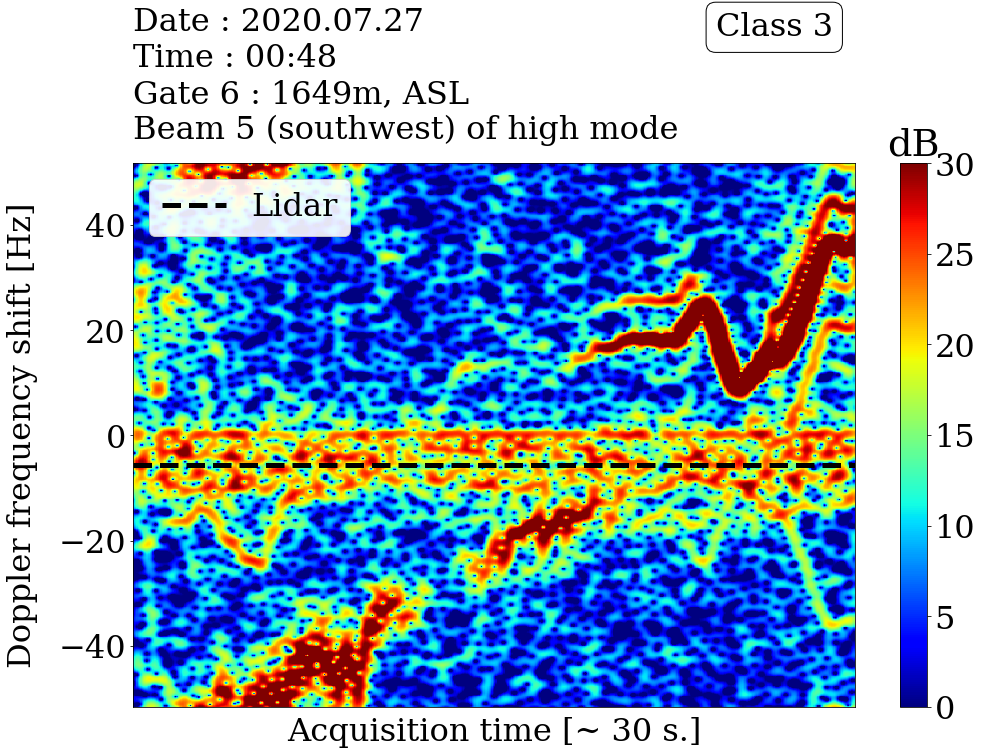 Date : 2020.07.27
Time : 00:48
Gate 6 : 1649m, ASL
Beam 5 (southwest) of high mode
Class 3
dB
Lidar
Doppler frequency shift [Hz]
40
20
0
−20
−40
30
25
20
15
10
5
0
Acquisition time [~ 30 s.]